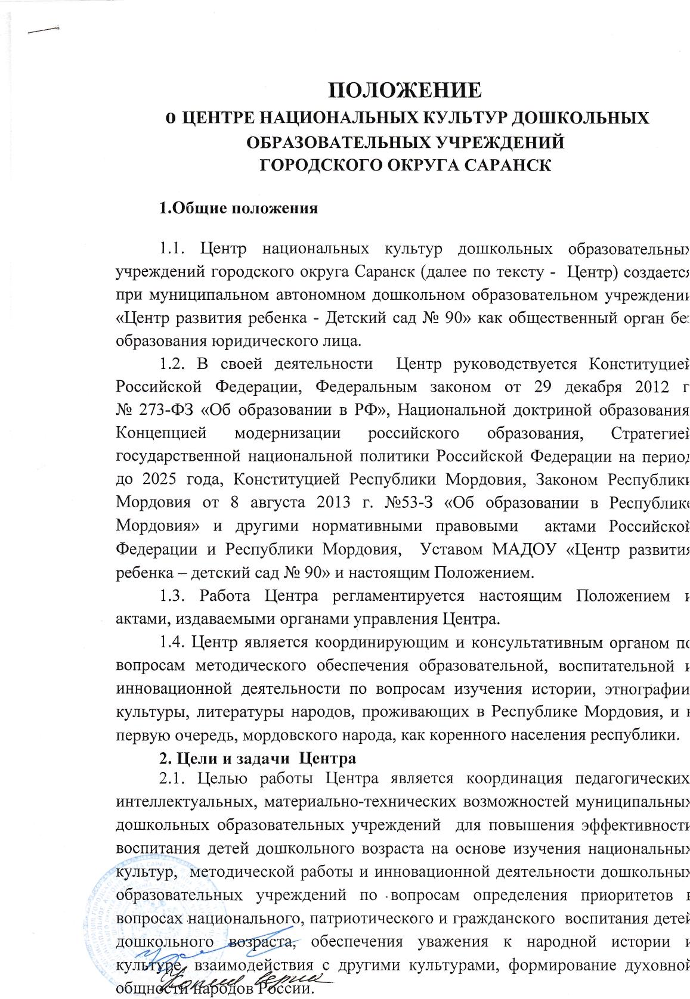 ПОЛОЖЕНИЕ
о ЦЕНТРЕ НАЦИОНАЛЬНЫХ КУЛЬТУР ДОШКОЛЬНЫХ
ОБРАЗОВАТЕЛЬНЫХ УЧРЕЖДЕНИЙ
ГОРОДСКОГО ОКРУГА САРАНСК
1.Общие положения
1.1. Центр национальных культур дошкольных образовательных
учреждений городского округа Саранск (далее по тексту - Центр) создается
при муниципальном автономном дошкольном образовательном учреждении
«Центр развития ребенка - Детский сад № 90» как общественный орган без
образования юридического лица.
1.2. В своей деятельности Центр руководствуется Конституцией
Российской Федерации, Федеральным законом от 29 декабря 2012 г
№ 273-ФЗ «Об образовании в РФ», Национальной доктриной образования
Концепцией модернизации российского образования, Стратегией
государственной национальной политики Российской Федерации на период
до 2025 года, Конституцией Республики Мордовия, Законом Республики
Мордовия от 8 августа 2013 г. №53-З «Об образовании в Республике
Мордовия» и другими нормативными правовыми актами Российской
Федерации и Республики Мордовия, Уставом МАДОУ «Центр развития
ребенка – детский сад № 90» и настоящим Положением.
1.3. Работа Центра регламентируется настоящим Положением и
актами, издаваемыми органами управления Центра.
1.4. Центр является координирующим и консультативным органом по
вопросам методического обеспечения образовательной, воспитательной и
инновационной деятельности по вопросам изучения истории, этнографии
культуры, литературы народов, проживающих в Республике Мордовия, и в
первую очередь, мордовского народа, как коренного населения республики.
2. Цели и задачи Центра
2.1. Целью работы Центра является координация педагогических
интеллектуальных, материально-технических возможностей муниципальных
дошкольных образовательных учреждений для повышения эффективности
воспитания детей дошкольного возраста на основе изучения национальных
культур, методической работы и инновационной деятельности дошкольных
образовательных учреждений по вопросам определения приоритетов в
вопросах национального, патриотического и гражданского воспитания детей
дошкольного возраста, обеспечения уважения к народной истории и
культуре, взаимодействия с другими культурами, формирование духовной
общности народов России.
Копия верна